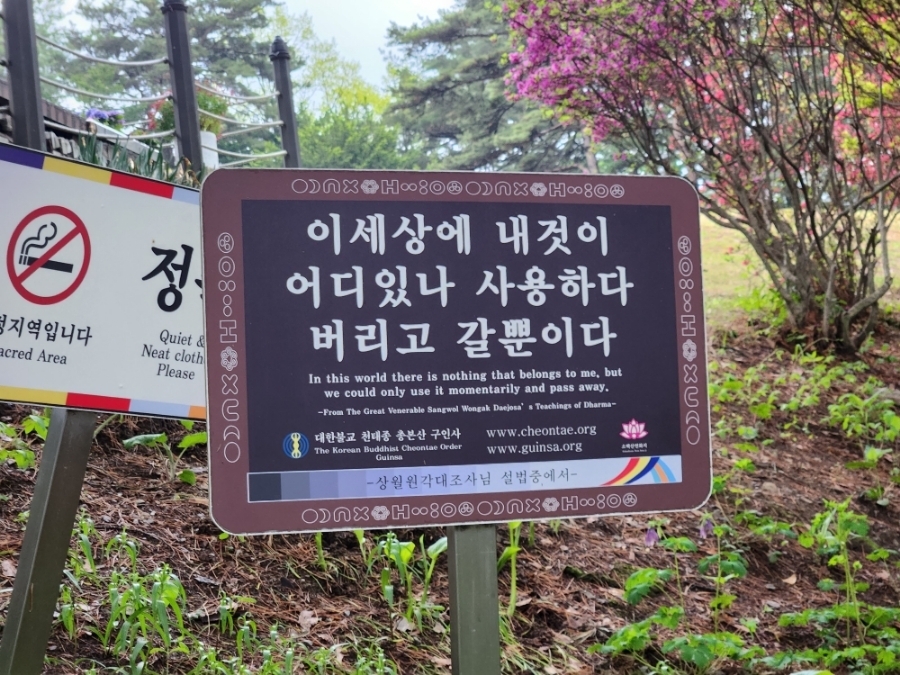 정
정지역입니다
acred Area
Quiet &
Neat cloth
Please
이세상에 내것이
어디있나 사용하다
버리고 갈뿐이다
In this world there is nothing that belongs to me, but
we could only use it momentarily and pass away.
-From The Great Venerable Sangwol Wongak Daejosa's Teachings of Dharma-
대한불교 천태종 총본산 구인사
The Korean Buddhist Cheontae Order
Guinsa
www.cheontae.org
www.guinsa.org
-상월원각대조사님 설법중에서-